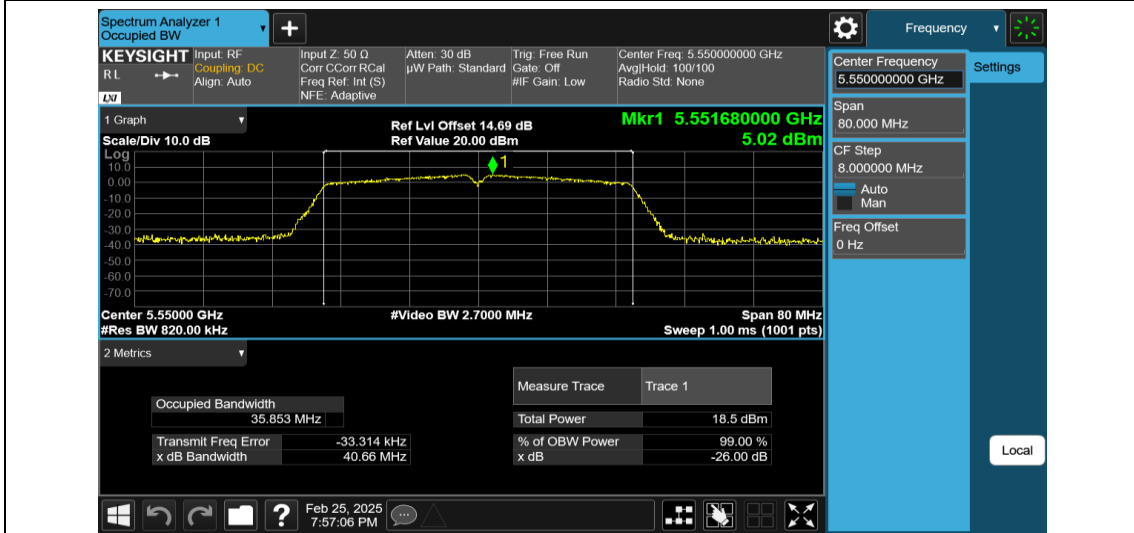 Spectrum Analyzer 1
Occupied BW
Frequency
KEYSIGHT
RL
LXI
Input: RF
Coupling: DC
Align: Auto
Input Z: 50 Ω
Corr CCorr RCal
Freq Ref: Int (S)
NFE: Adaptive
Atten: 30 dB
µW Path: Standard
Trig: Free Run
Gate: Off
#IF Gain: Low
Center Freq: 5.550000000 GHz
Avg|Hold: 100/100
Radio Std: None
Center Frequency
5.550000000 GHz
Settings
Span
80.000 MHz
CF Step
8.000000 MHz
Auto
Man
Freq Offset
0 Hz
1 Graph
Scale/Div 10.0 dB
Ref Lvl Offset 14.69 dB
Ref Value 20.00 dBm
Mkr1 5.551680000 GHz
5.02 dBm
Log
10.0
0.00
-10.0
-20.0
-30.0
-40.0
-50.0
-60.0
-70.0
1
Center 5.55000 GHz
#Video BW 2.7000 MHz
Span 80 MHz
#Res BW 820.00 kHz
Sweep 1.00 ms (1001 pts)
2 Metrics
Measure Trace Trace 1
Occupied Bandwidth
35.853 MHz
Total Power 18.5 dBm
Transmit Freq Error -33.314 kHz
% of OBW Power 99.00 %
x dB Bandwidth 40.66 MHz
x dB -26.00 dB
Local
?
Feb 25, 2025
7:57:06 PM